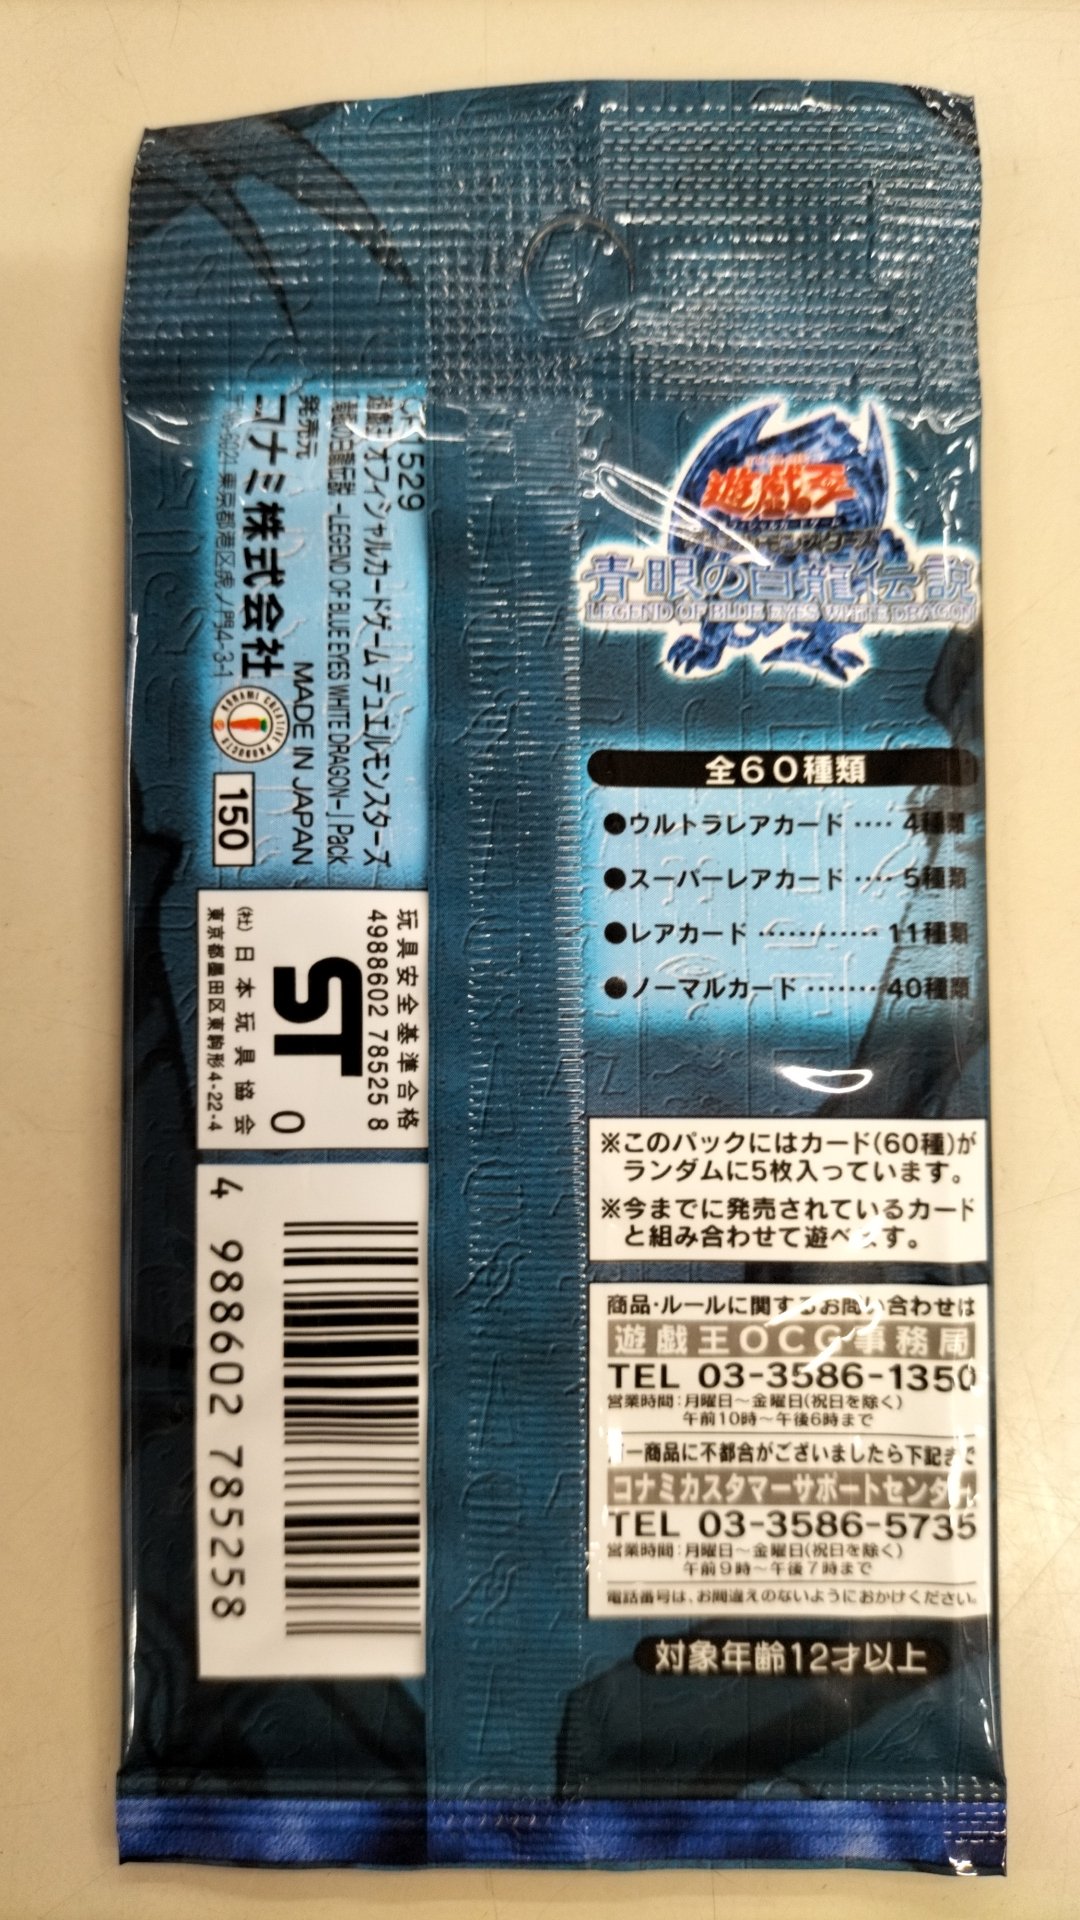 遊戯王
青眼の白龍伝説
LEGEND OF BLUE EYES WHITE DRAGON
全60種類
●ウルトラレアカード ‥‥ 4種類
●スーパーレアカード ‥‥ 5種類
●レアカード ‥‥‥‥‥‥ 11種類
●ノーマルカード ‥‥‥‥ 40種類
※このパックにはカード(60種)が
ランダムに5枚入っています。
※今までに発売されているカード
と組み合わせて遊べます。
商品・ルールに関するお問い合わせは
遊戯王OCG事務局
TEL 03-3586-1350
営業時間:月曜日〜金曜日(祝日を除く)
午前10時〜午後6時まで
万一商品に不都合がございましたら下記まで
コナミカスタマーサポートセンター
TEL 03-3586-5735
営業時間:月曜日〜金曜日(祝日を除く)
午前9時〜午後7時まで
電話番号は、お間違えのないようにおかけください。
対象年齢12才以上
1529
遊戯王オフィシャルカードゲーム デュエルモンスターズ
青眼の白龍伝説 -LEGEND OF BLUE EYES WHITE DRAGON- J Pack
発売元
MADE IN JAPAN
コナミ株式会社
東京都港区虎ノ門4-3-1
KONAMI CREATIVE PRODUCTS
150
玩具安全基準合格
4988602 78525 8
ST
0
(社)日本玩具協会
東京都墨田区東駒形4-22-4
4 988602 785258